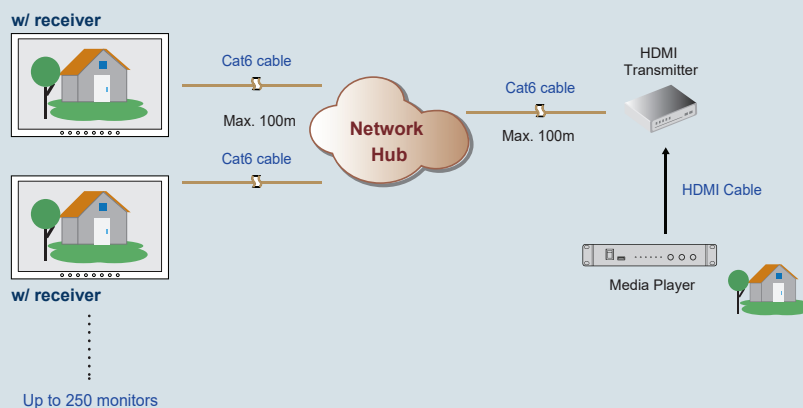 w/ receiver
Cat6 cable
Max. 100m
Cat6 cable
Network
Hub
Cat6 cable
Max. 100m
HDMI
Transmitter
HDMI Cable
Media Player
w/ receiver
Up to 250 monitors